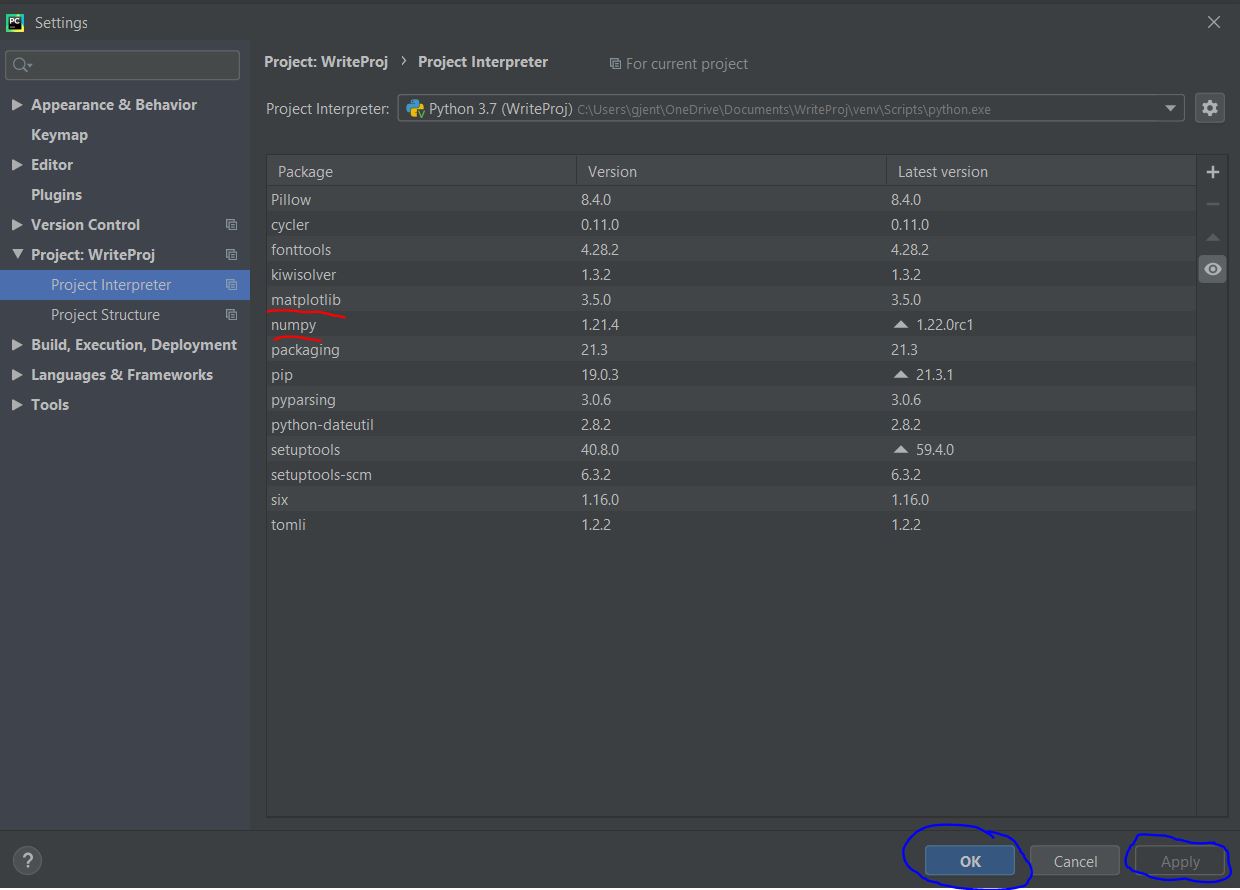 PC Settings
Project: WriteProj › Project Interpreter For current project
Appearance & Behavior
Keymap
Editor
Plugins
Version Control
Project: WriteProj
Project Interpreter
Project Structure
Build, Execution, Deployment
Languages & Frameworks
Tools
Project Interpreter: Python 3.7 (WriteProj) C:\Users\gjent\OneDrive\Documents\WriteProj\venv\Scripts\python.exe
Package Version Latest version
Pillow 8.4.0 8.4.0
cycler 0.11.0 0.11.0
fonttools 4.28.2 4.28.2
kiwisolver 1.3.2 1.3.2
matplotlib 3.5.0 3.5.0
numpy 1.21.4 1.22.0rc1
packaging 21.3 21.3
pip 19.0.3 21.3.1
pyparsing 3.0.6 3.0.6
python-dateutil 2.8.2 2.8.2
setuptools 40.8.0 59.4.0
setuptools-scm 6.3.2 6.3.2
six 1.16.0 1.16.0
tomli 1.2.2 1.2.2
? OK Cancel Apply